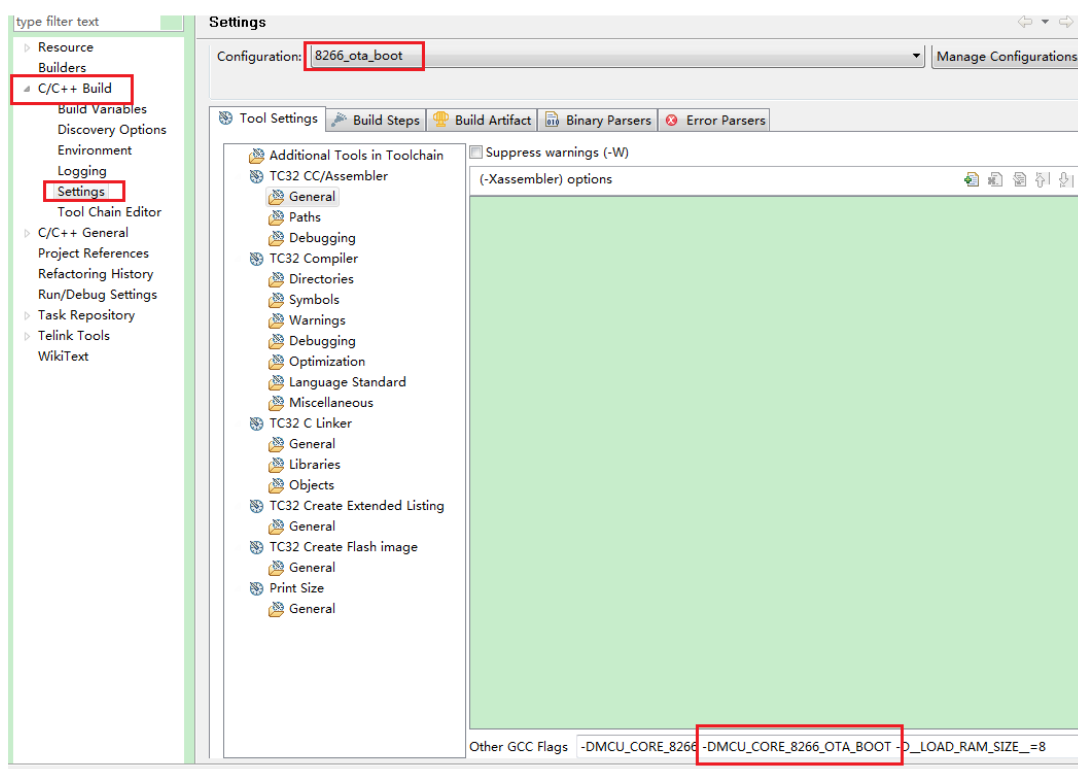 type filter text
Resource
Builders
C/C++ Build
Build Variables
Discovery Options
Environment
Logging
Settings
Tool Chain Editor
C/C++ General
Project References
Refactoring History
Run/Debug Settings
Task Repository
Telink Tools
WikiText
Settings
Configuration: 8266_ota_boot
Manage Configurations
Tool Settings Build Steps Build Artifact Binary Parsers Error Parsers
Additional Tools in Toolchain
TC32 CC/Assembler
General
Paths
Debugging
TC32 Compiler
Directories
Symbols
Warnings
Debugging
Optimization
Language Standard
Miscellaneous
TC32 C Linker
General
Libraries
Objects
TC32 Create Extended Listing
General
TC32 Create Flash image
General
Print Size
General
Suppress warnings (-W)
(-Xassembler) options
Other GCC Flags -DMCU_CORE_8266 -DMCU_CORE_8266_OTA_BOOT -D__LOAD_RAM_SIZE__=8